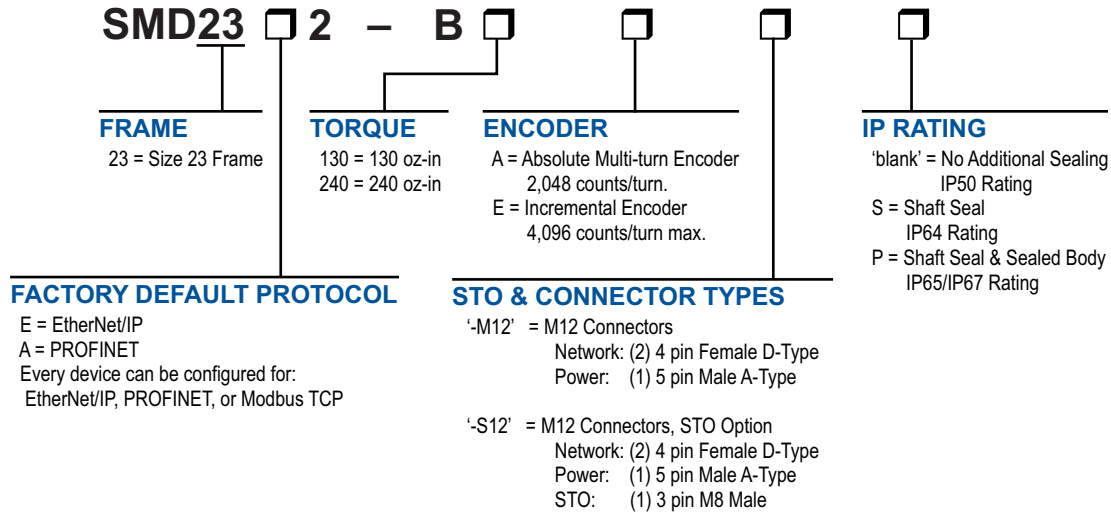 SMD23 2 – B
FRAME
23 = Size 23 Frame
TORQUE
130 = 130 oz-in
240 = 240 oz-in
ENCODER
A = Absolute Multi-turn Encoder
2,048 counts/turn.
E = Incremental Encoder
4,096 counts/turn max.
IP RATING
‘blank’ = No Additional Sealing
IP50 Rating
S = Shaft Seal
IP64 Rating
P = Shaft Seal & Sealed Body
IP65/IP67 Rating
FACTORY DEFAULT PROTOCOL
E = EtherNet/IP
A = PROFINET
Every device can be configured for:
EtherNet/IP, PROFINET, or Modbus TCP
STO & CONNECTOR TYPES
‘-M12’ = M12 Connectors
Network: (2) 4 pin Female D-Type
Power: (1) 5 pin Male A-Type
‘-S12’ = M12 Connectors, STO Option
Network: (2) 4 pin Female D-Type
Power: (1) 5 pin Male A-Type
STO: (1) 3 pin M8 Male